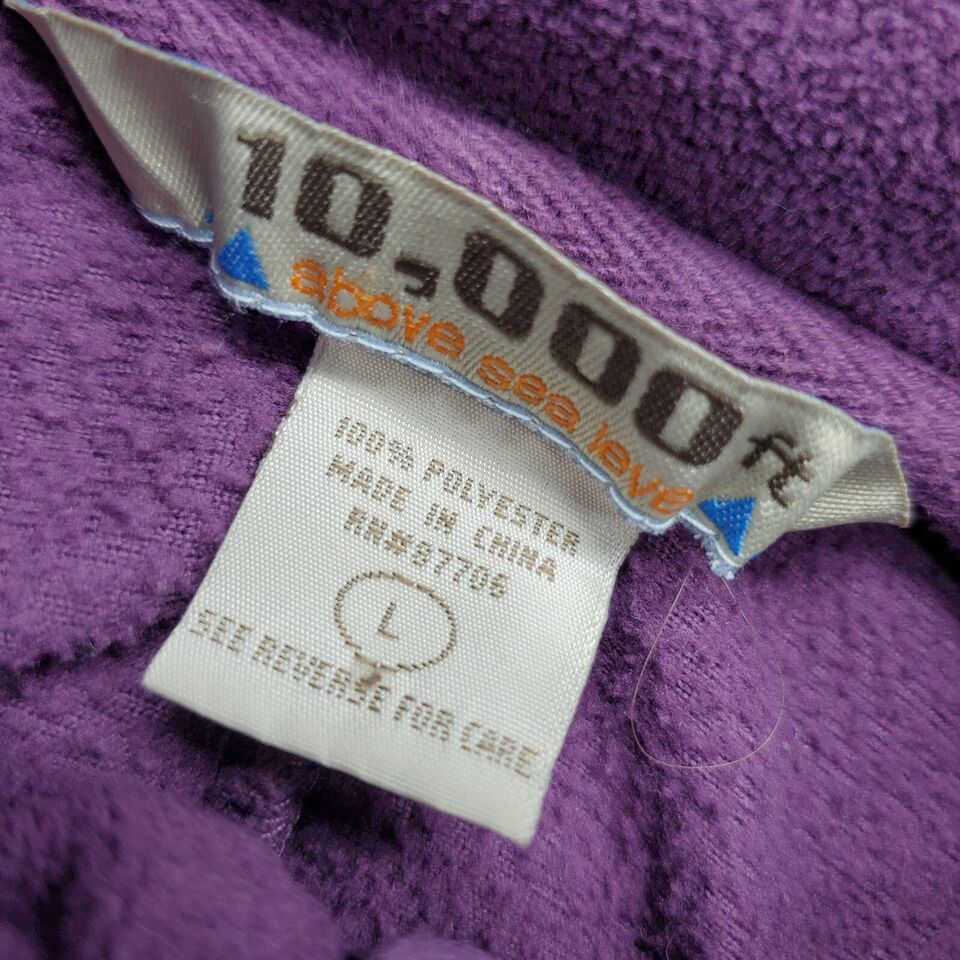 10,000ft
above sea level
100% POLYESTER
MADE IN CHINA
RN#87706
L
SEE REVERSE FOR CARE